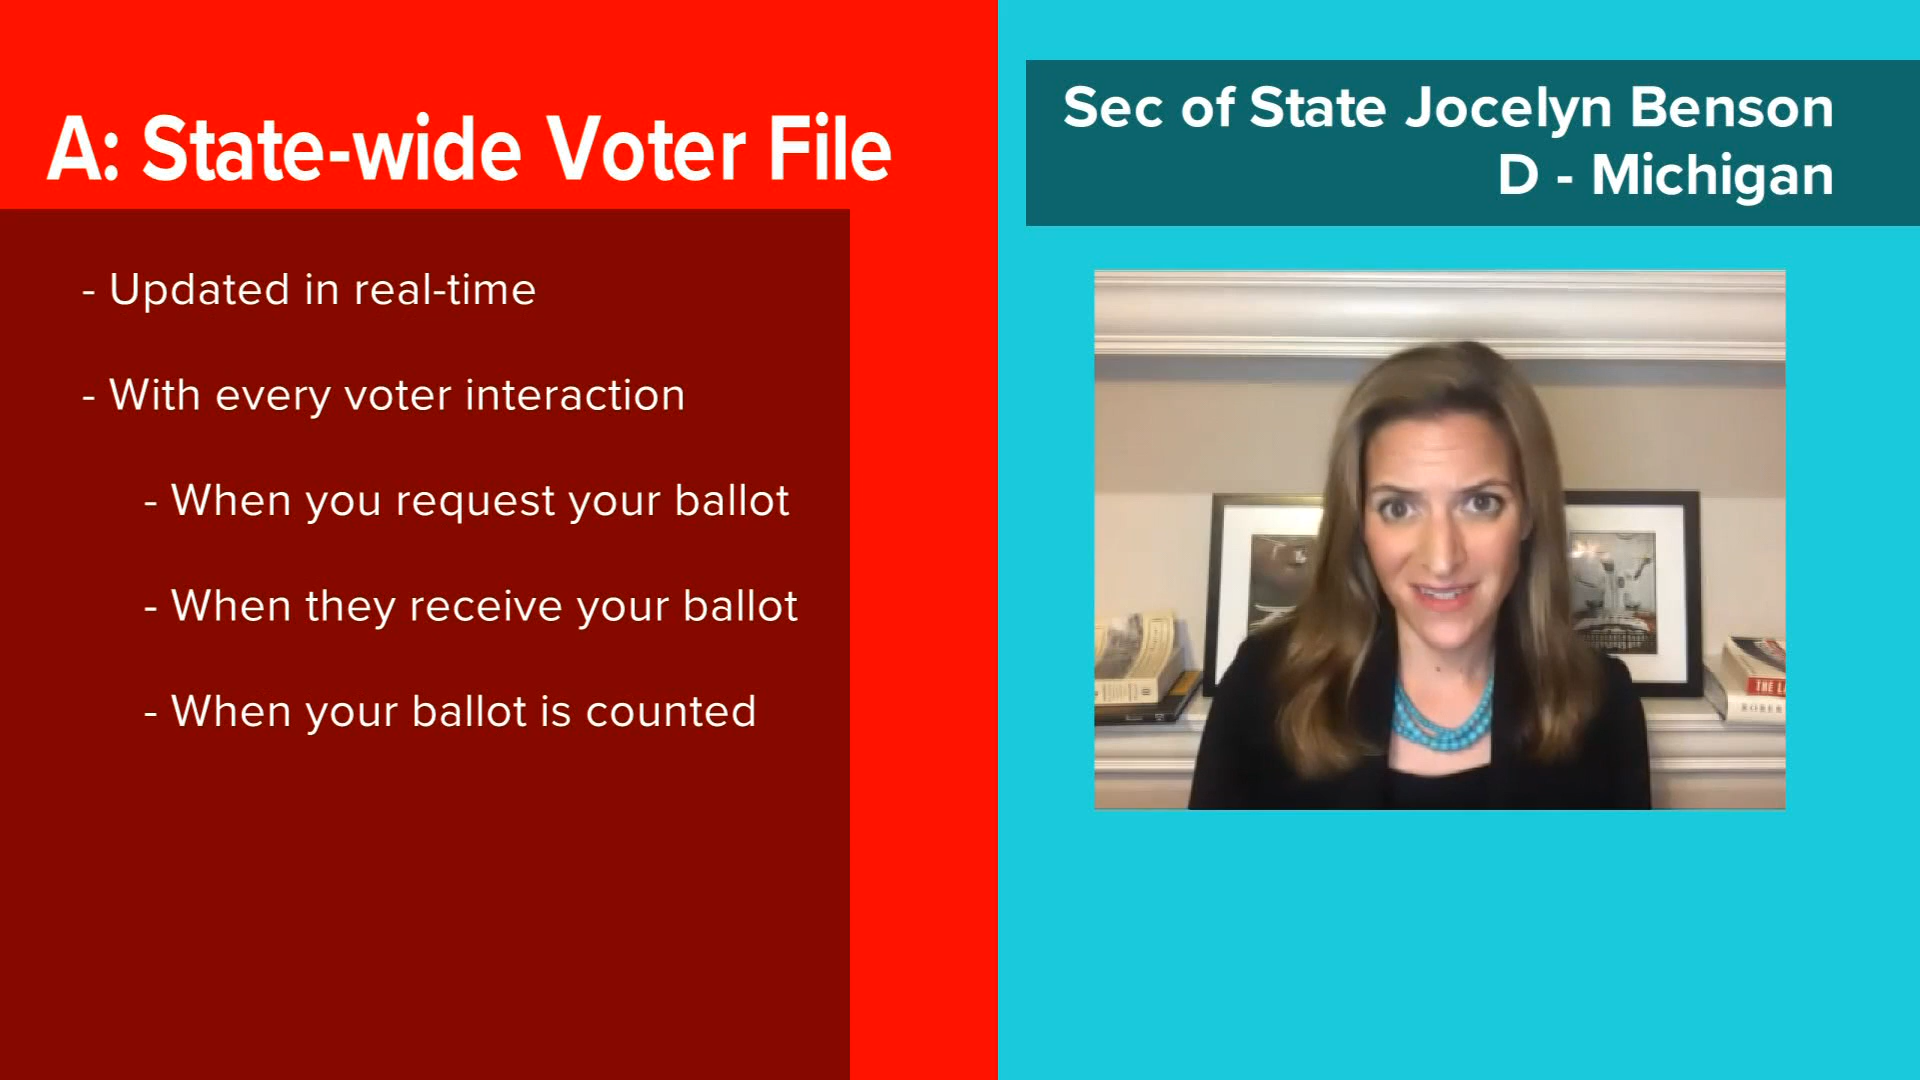 A: State-wide Voter File
- Updated in real-time
- With every voter interaction
- When you request your ballot
- When they receive your ballot
- When your ballot is counted
Sec of State Jocelyn Benson
D - Michigan
THE